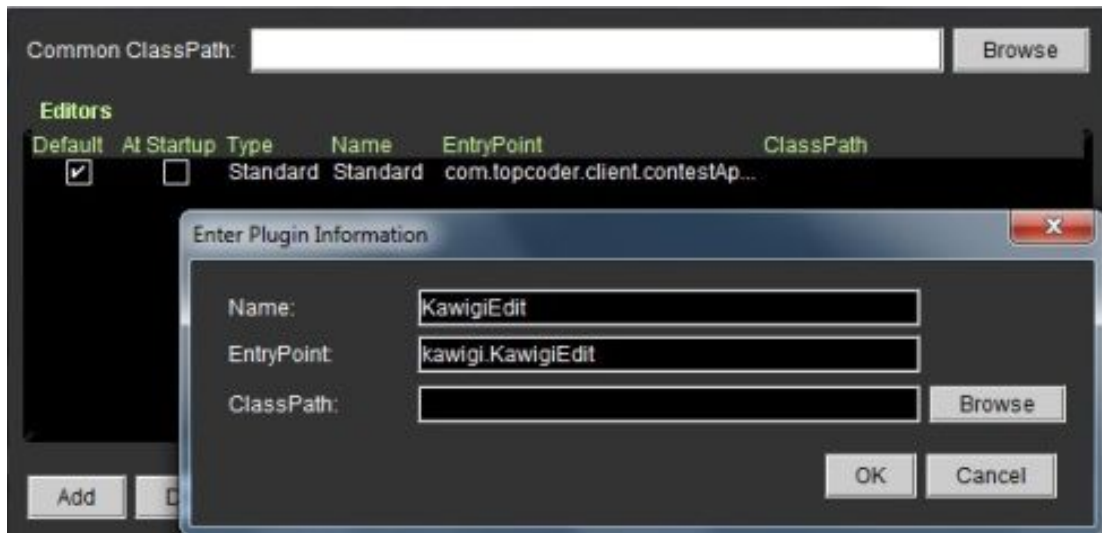 Common ClassPath: Browse
Editors
Default At Startup Type Name EntryPoint ClassPath
Standard Standard com.topcoder.client.contestAp...
Enter Plugin Information
Name: KawigiEdit
EntryPoint: kawigi.KawigiEdit
ClassPath: Browse
OK Cancel
Add